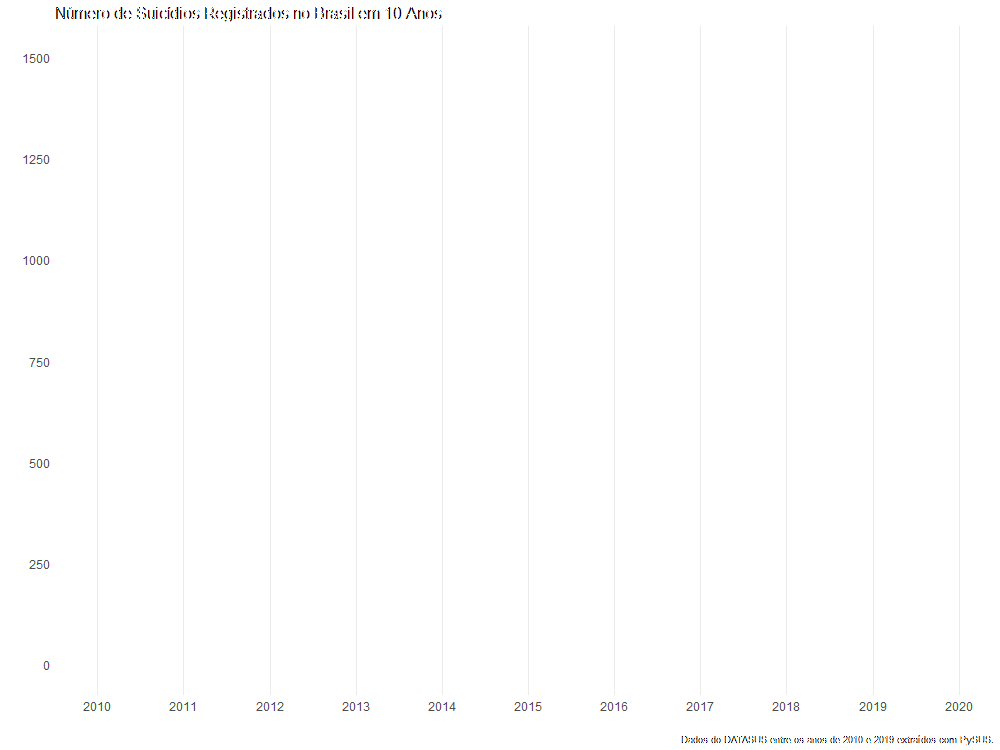 Número de Suicídios Registrados no Brasil em 10 Anos
1500
1250
1000
750
500
250
0
2010 2011 2012 2013 2014 2015 2016 2017 2018 2019 2020
Dados do DATASUS entre os anos de 2010 e 2019 extraídos com PySUS.